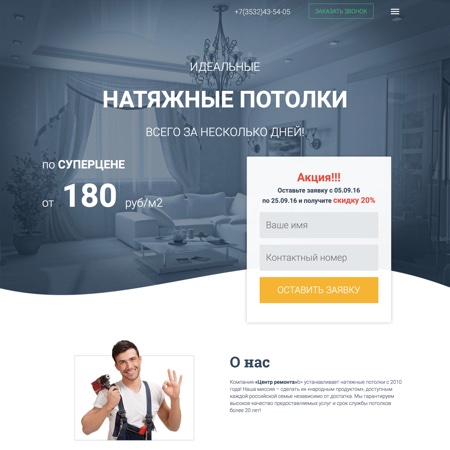 +7(3532)43-54-05
ЗАКАЗАТЬ ЗВОНОК
ИДЕАЛЬНЫЕ
НАТЯЖНЫЕ ПОТОЛКИ
ВСЕГО ЗА НЕСКОЛЬКО ДНЕЙ!
по СУПЕРЦЕНЕ
от 180 руб/м2
Акция!!!
Оставьте заявку с 05.09.16
по 25.09.16 и получите скидку 20%
Ваше имя
Контактный номер
ОСТАВИТЬ ЗАЯВКУ
О нас
Компания «Центр ремонта»б> устанавливает натяжные потолки с 2010
года! Наша миссия – сделать их «народным продуктом», доступным
каждой российской семье независимо от достатка. Мы гарантируем
высокое качество предоставляемых услуг и срок службы потолков
более 20 лет!